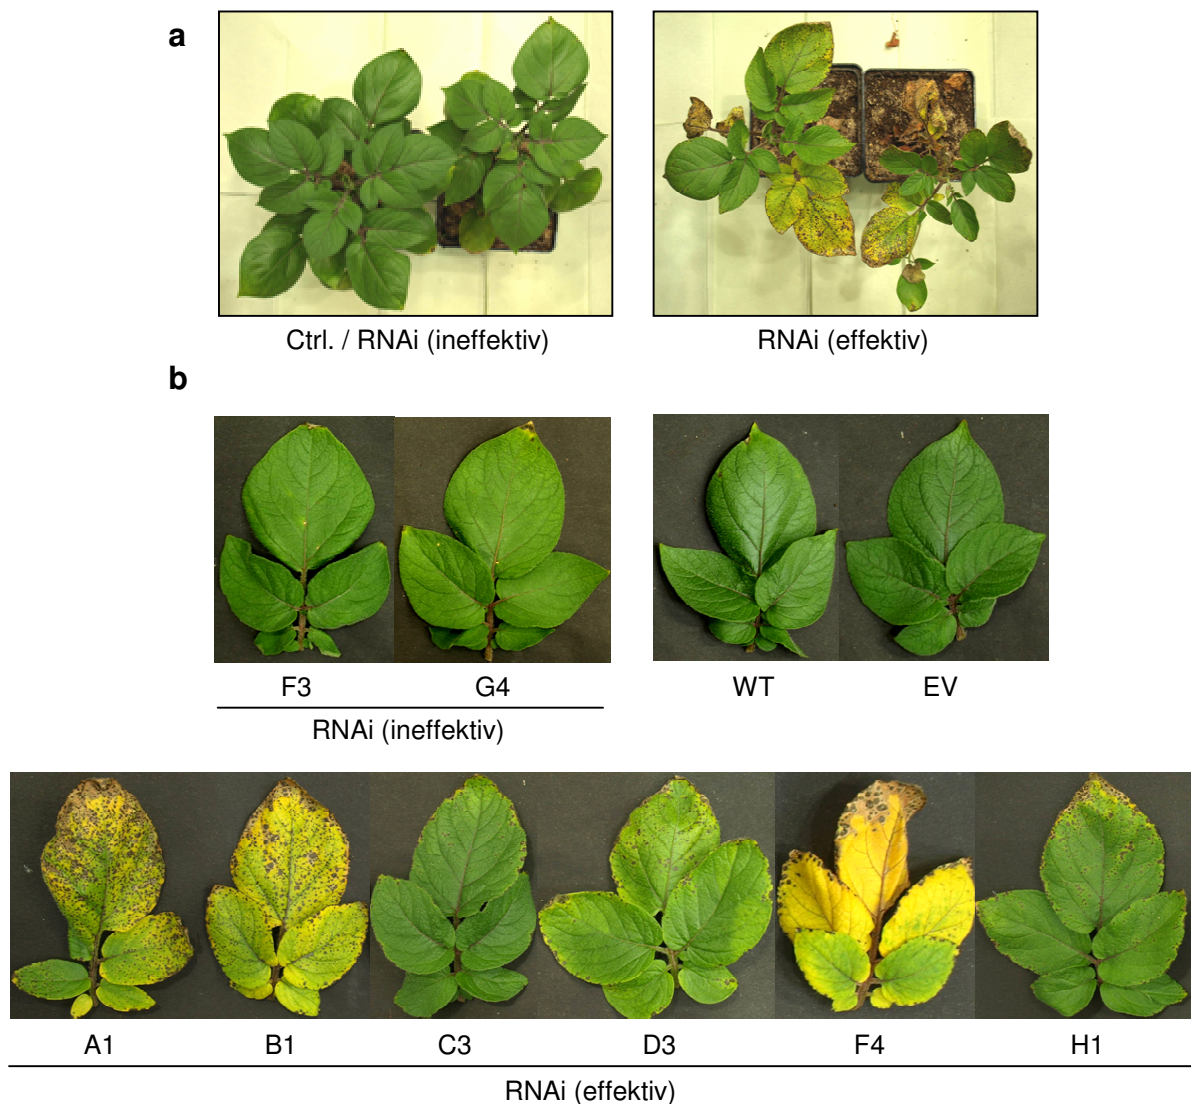 a
Ctrl. / RNAi (ineffektiv)
RNAi (effektiv)
b
F3
G4
WT
EV
RNAi (ineffektiv)
A1
B1
C3
D3
F4
H1
RNAi (effektiv)